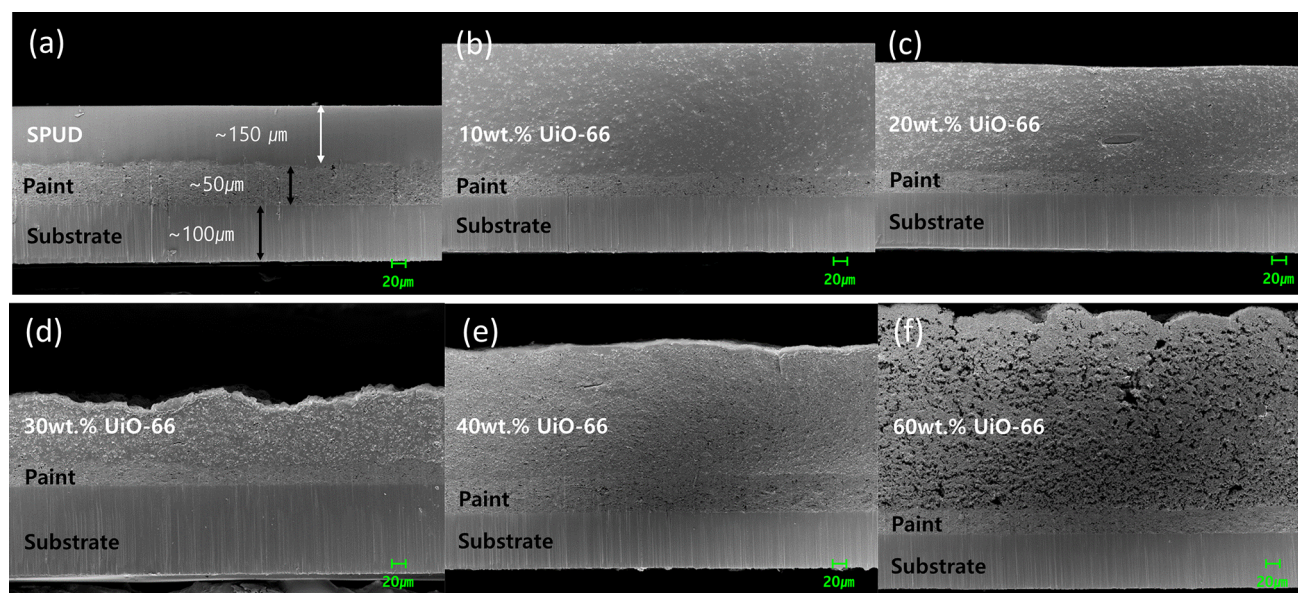 (a)
SPUD
~150 μm
Paint
~50μm
Substrate
~100μm
20μm
(b)
10wt.% UiO-66
Paint
Substrate
20μm
(c)
20wt.% UiO-66
Paint
Substrate
20μm
(d)
30wt.% UiO-66
Paint
Substrate
20μm
(e)
40wt.% UiO-66
Paint
Substrate
20μm
(f)
60wt.% UiO-66
Paint
Substrate
20μm